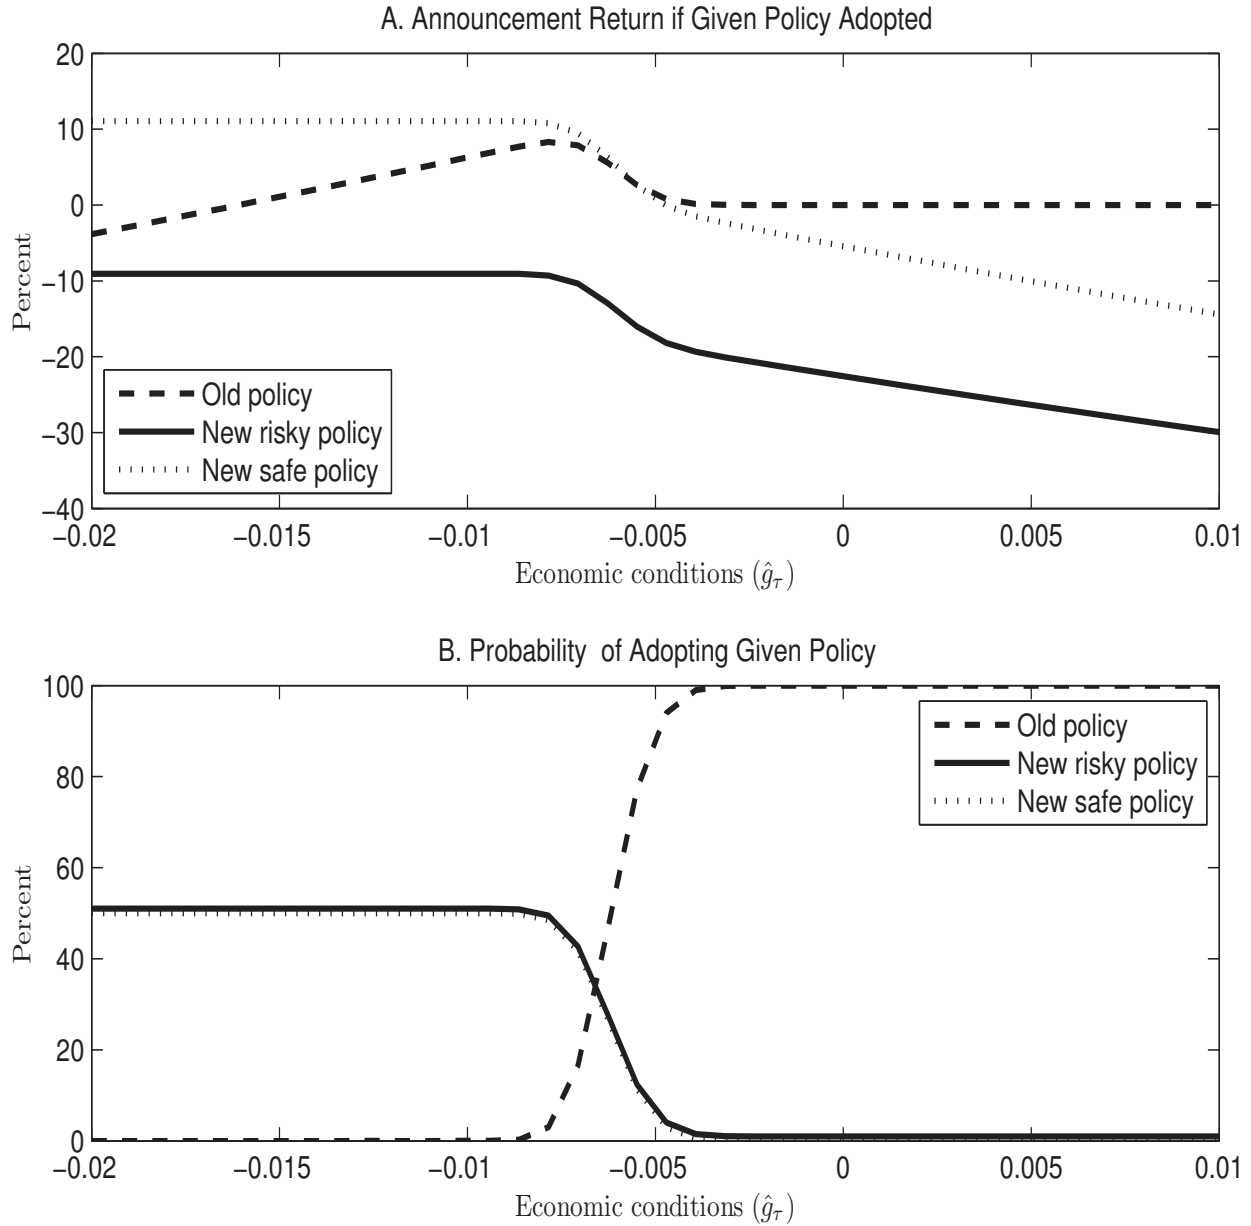 A. Announcement Return if Given Policy Adopted
20
10
0
−10
−20
−30
−40
Percent
Old policy
New risky policy
New safe policy
−0.02 −0.015 −0.01 −0.005 0 0.005 0.01
Economic conditions (ĝτ)
B. Probability of Adopting Given Policy
100
80
60
40
20
0
Percent
Old policy
New risky policy
New safe policy
−0.02 −0.015 −0.01 −0.005 0 0.005 0.01
Economic conditions (ĝτ)